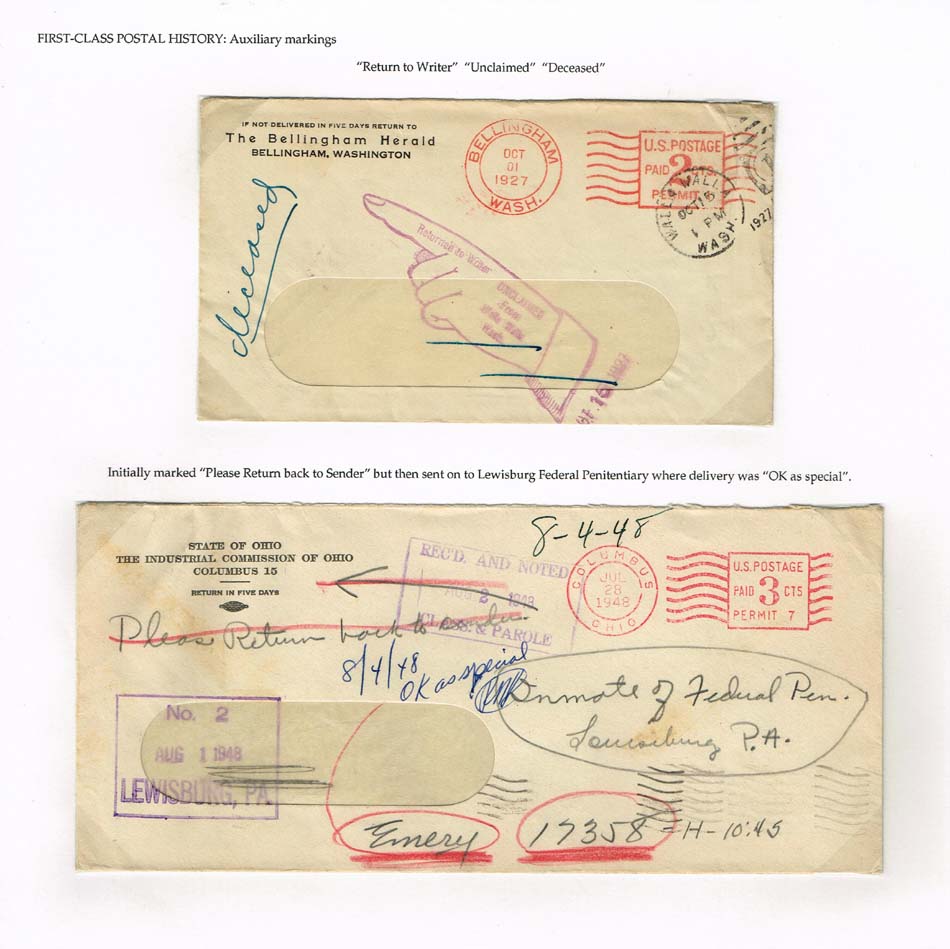 FIRST-CLASS POSTAL HISTORY: Auxiliary markings
"Return to Writer" "Unclaimed" "Deceased"
IF NOT DELIVERED IN FIVE DAYS RETURN TO
The Bellingham Herald
BELLINGHAM, WASHINGTON
BELLINGHAM
OCT
01
1927
WASH.
U.S. POSTAGE
PAID 2 CTS.
PERMIT 1
WALLA WALLA
OCT 15
1 PM
WASH.
1927
deceased
Returned to Writer
UNCLAIMED
From
Walla Walla
Wash.
15 1927
Initially marked "Please Return back to Sender" but then sent on to Lewisburg Federal Penitentiary where delivery was "OK as special".
8-4-48
STATE OF OHIO
THE INDUSTRIAL COMMISSION OF OHIO
COLUMBUS 15
RETURN IN FIVE DAYS
REC'D. AND NOTED
AUG 2 1948
CLASS. & PAROLE
COLUMBUS
JUL
28
1948
OHIO
U.S. POSTAGE
PAID 3 CTS
PERMIT 7
Please Return back to sender.
8/4/48
OK as special
Inmate of Federal Pen.
Lewisburg P.A.
No. 2
AUG 1 1948
LEWISBURG, PA.
Emery 17358 = H-10:45